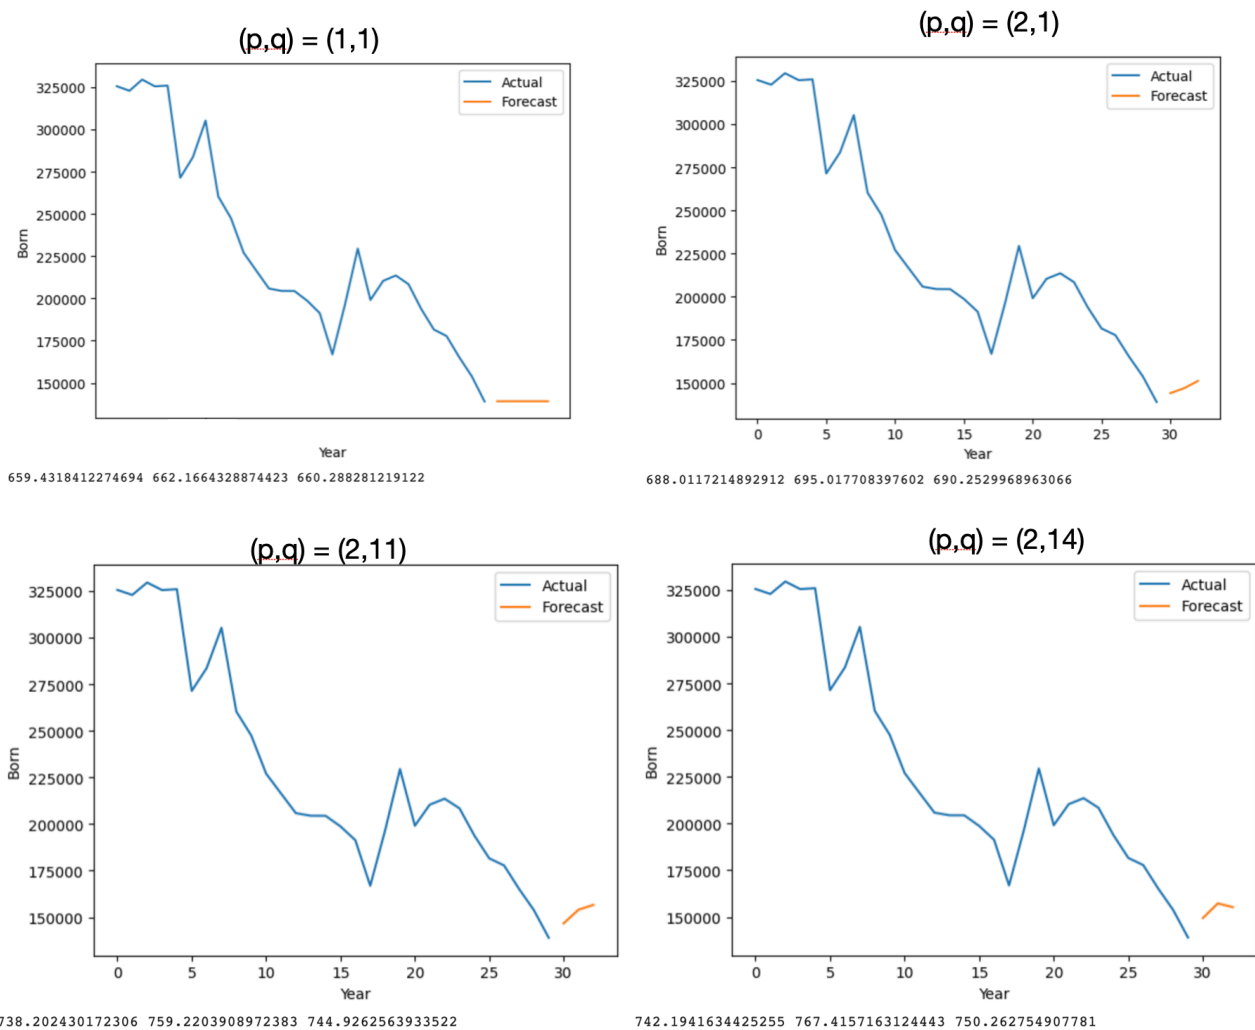 (p,q) = (1,1)
325000
300000
275000
250000
225000
200000
175000
150000
Born
Actual
Forecast
Year
659.4318412274694 662.1664328874423 660.288281219122
(p,q) = (2,1)
325000
300000
275000
250000
225000
200000
175000
150000
Born
Actual
Forecast
0 5 10 15 20 25 30
Year
688.0117214892912 695.017708397602 690.2529968963066
(p,q) = (2,11)
325000
300000
275000
250000
225000
200000
175000
150000
Born
Actual
Forecast
0 5 10 15 20 25 30
Year
738.2024430172306 759.2203908972383 744.9262563933522
(p,q) = (2,14)
325000
300000
275000
250000
225000
200000
175000
150000
Born
Actual
Forecast
0 5 10 15 20 25 30
Year
742.1941634425255 767.4157163124443 750.2627754907781